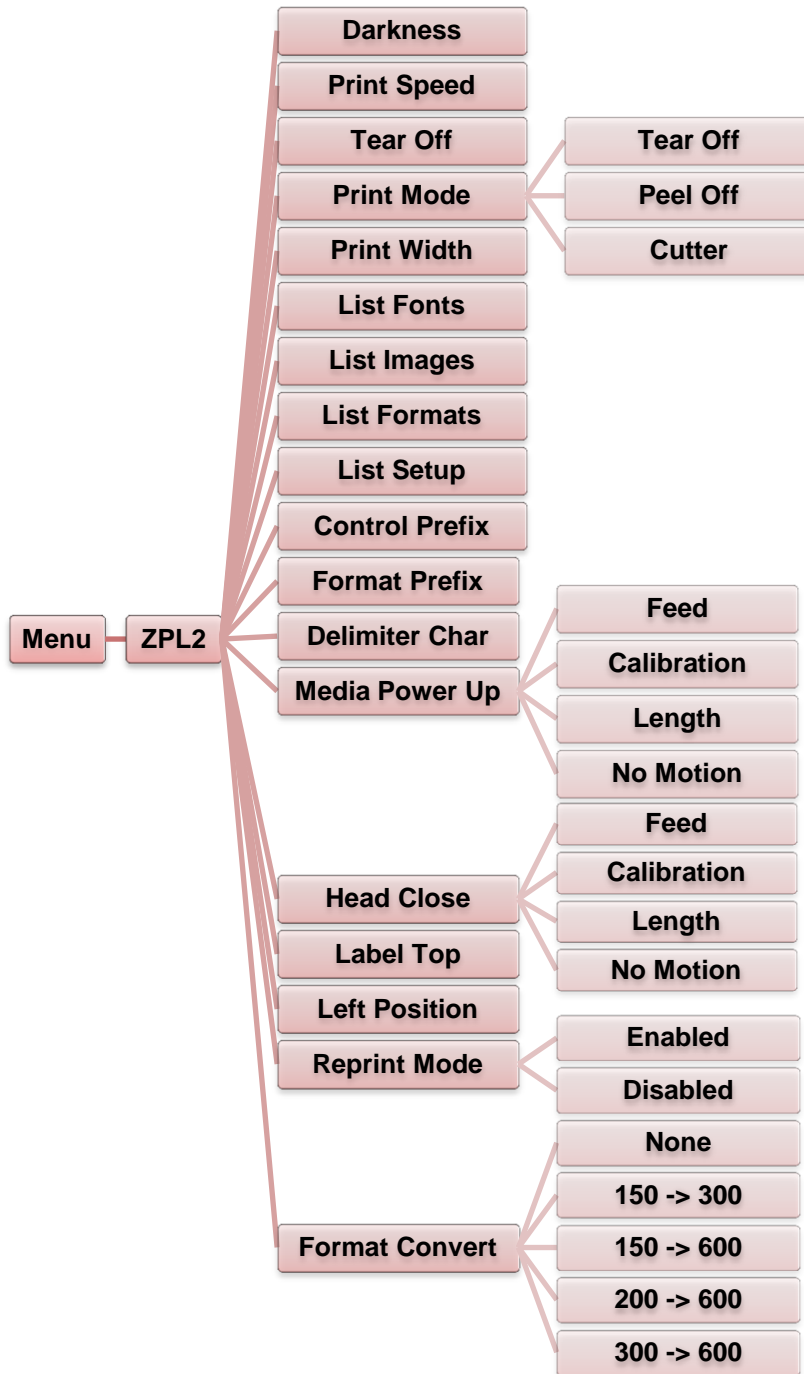 Menu
ZPL2
Darkness
Print Speed
Tear Off
Print Mode
Tear Off
Peel Off
Cutter
Print Width
List Fonts
List Images
List Formats
List Setup
Control Prefix
Format Prefix
Delimiter Char
Media Power Up
Feed
Calibration
Length
No Motion
Head Close
Feed
Calibration
Length
No Motion
Label Top
Left Position
Reprint Mode
Enabled
Disabled
Format Convert
None
150 -> 300
150 -> 600
200 -> 600
300 -> 600